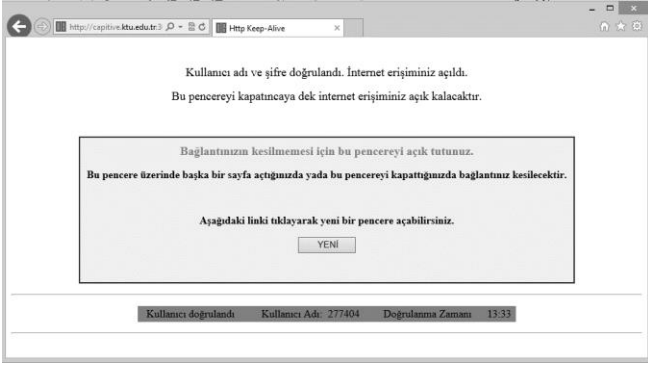 http://capitive.ktu.edu.tr:3
Http Keep-Alive
Kullanıcı adı ve şifre doğrulandı. İnternet erişiminiz açıldı.
Bu pencereyi kapatıncaya dek internet erişiminiz açık kalacaktır.
Bağlantınızın kesilmemesi için bu pencereyi açık tutunuz.
Bu pencere üzerinde başka bir sayfa açtığınızda yada bu pencereyi kapattığınızda bağlantınız kesilecektir.
Aşağıdaki linki tıklayarak yeni bir pencere açabilirsiniz.
YENİ
Kullanıcı doğrulandı Kullanıcı Adı: 277404 Doğrulanma Zamanı 13:33